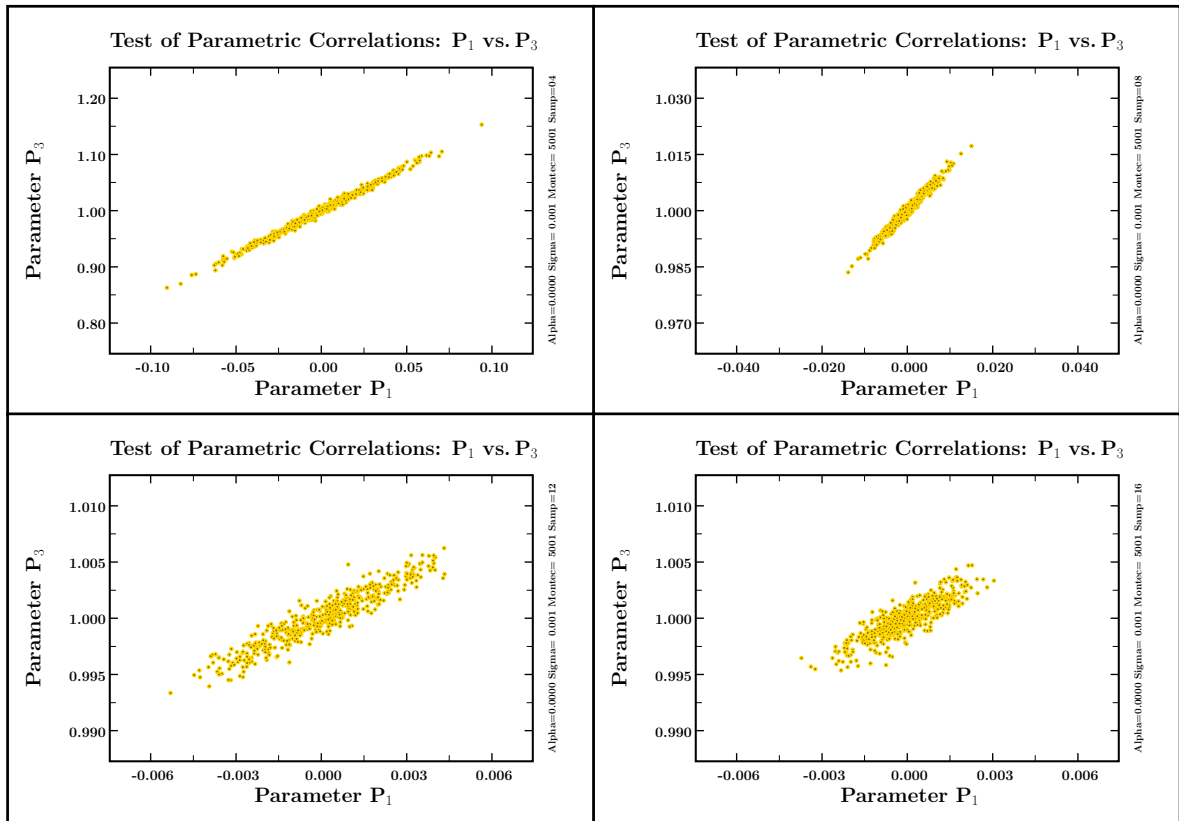 Test of Parametric Correlations: P₁ vs. P₃
Parameter P₃
1.20
1.10
1.00
0.90
0.80
-0.10
-0.05
0.00
0.05
0.10
Parameter P₁
Alpha=0.0000 Sigma= 0.001 Montec= 5001 Samp=04
Test of Parametric Correlations: P₁ vs. P₃
Parameter P₃
1.030
1.015
1.000
0.985
0.970
-0.040
-0.020
0.000
0.020
0.040
Parameter P₁
Alpha=0.0000 Sigma= 0.001 Montec= 5001 Samp=08
Test of Parametric Correlations: P₁ vs. P₃
Parameter P₃
1.010
1.005
1.000
0.995
0.990
-0.006
-0.003
0.000
0.003
0.006
Parameter P₁
Alpha=0.0000 Sigma= 0.001 Montec= 5001 Samp=12
Test of Parametric Correlations: P₁ vs. P₃
Parameter P₃
1.010
1.005
1.000
0.995
0.990
-0.006
-0.003
0.000
0.003
0.006
Parameter P₁
Alpha=0.0000 Sigma= 0.001 Montec= 5001 Samp=16